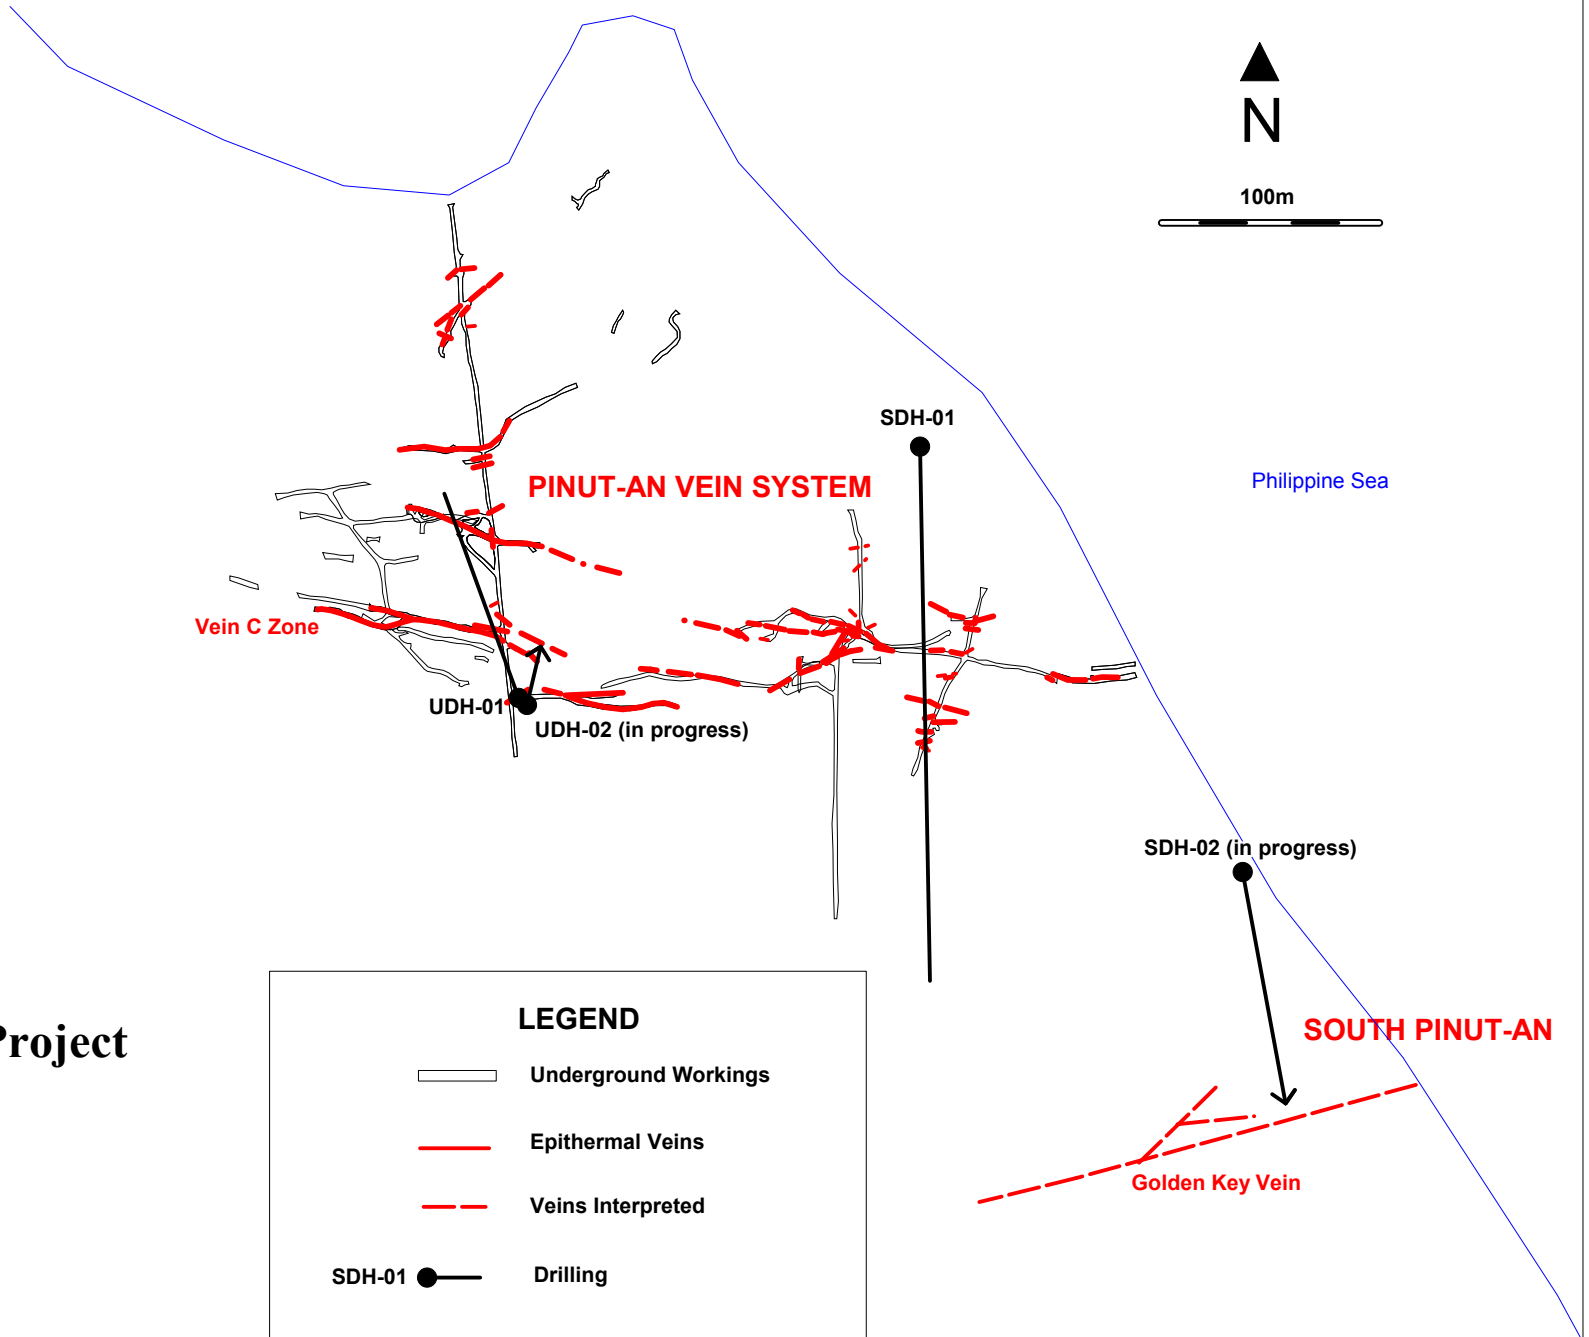 N
100m
SDH-01
Philippine Sea
PINUT-AN VEIN SYSTEM
Vein C Zone
UDH-01
UDH-02 (in progress)
SDH-02 (in progress)
SOUTH PINUT-AN
Golden Key Vein
Project
LEGEND
Underground Workings
Epithermal Veins
Veins Interpreted
SDH-01 Drilling